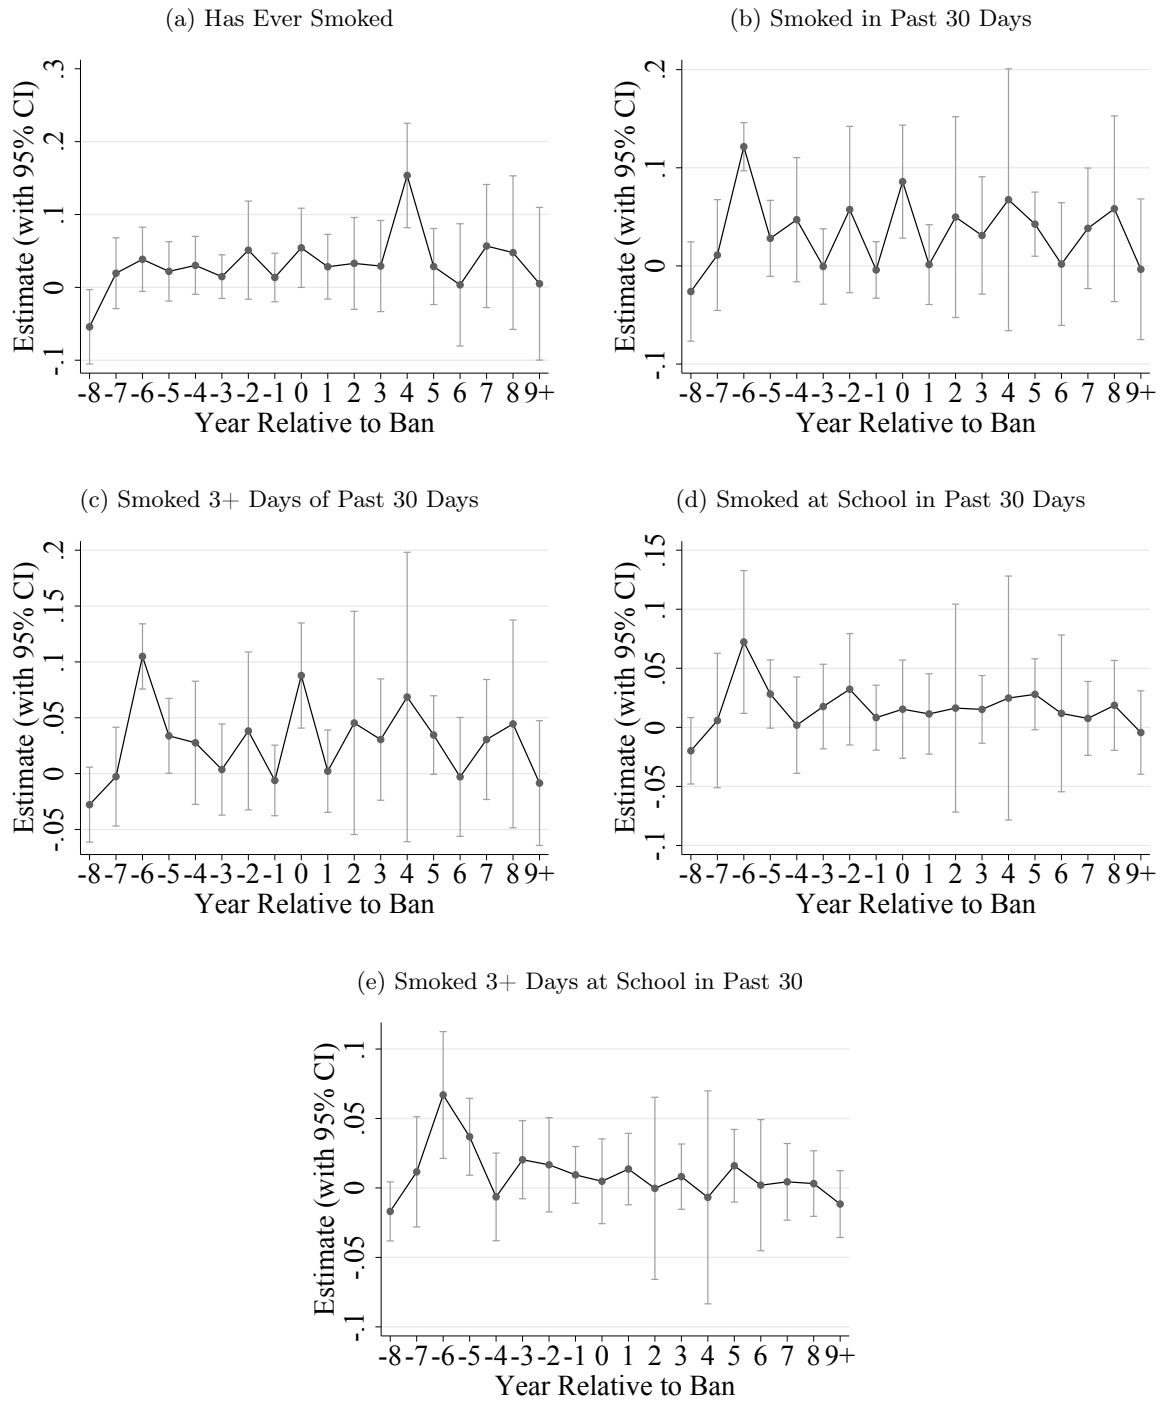 (a) Has Ever Smoked
Estimate (with 95% CI)
.3
.2
.1
0
-.1
-8 -7 -6 -5 -4 -3 -2 -1 0 1 2 3 4 5 6 7 8 9+
Year Relative to Ban
(b) Smoked in Past 30 Days
Estimate (with 95% CI)
.2
.1
0
-.1
-8 -7 -6 -5 -4 -3 -2 -1 0 1 2 3 4 5 6 7 8 9+
Year Relative to Ban
(c) Smoked 3+ Days of Past 30 Days
Estimate (with 95% CI)
.2
.15
.1
.05
0
-.05
-8 -7 -6 -5 -4 -3 -2 -1 0 1 2 3 4 5 6 7 8 9+
Year Relative to Ban
(d) Smoked at School in Past 30 Days
Estimate (with 95% CI)
.15
.1
.05
0
-.05
-.1
-8 -7 -6 -5 -4 -3 -2 -1 0 1 2 3 4 5 6 7 8 9+
Year Relative to Ban
(e) Smoked 3+ Days at School in Past 30
Estimate (with 95% CI)
.1
.05
0
-.05
-.1
-8 -7 -6 -5 -4 -3 -2 -1 0 1 2 3 4 5 6 7 8 9+
Year Relative to Ban